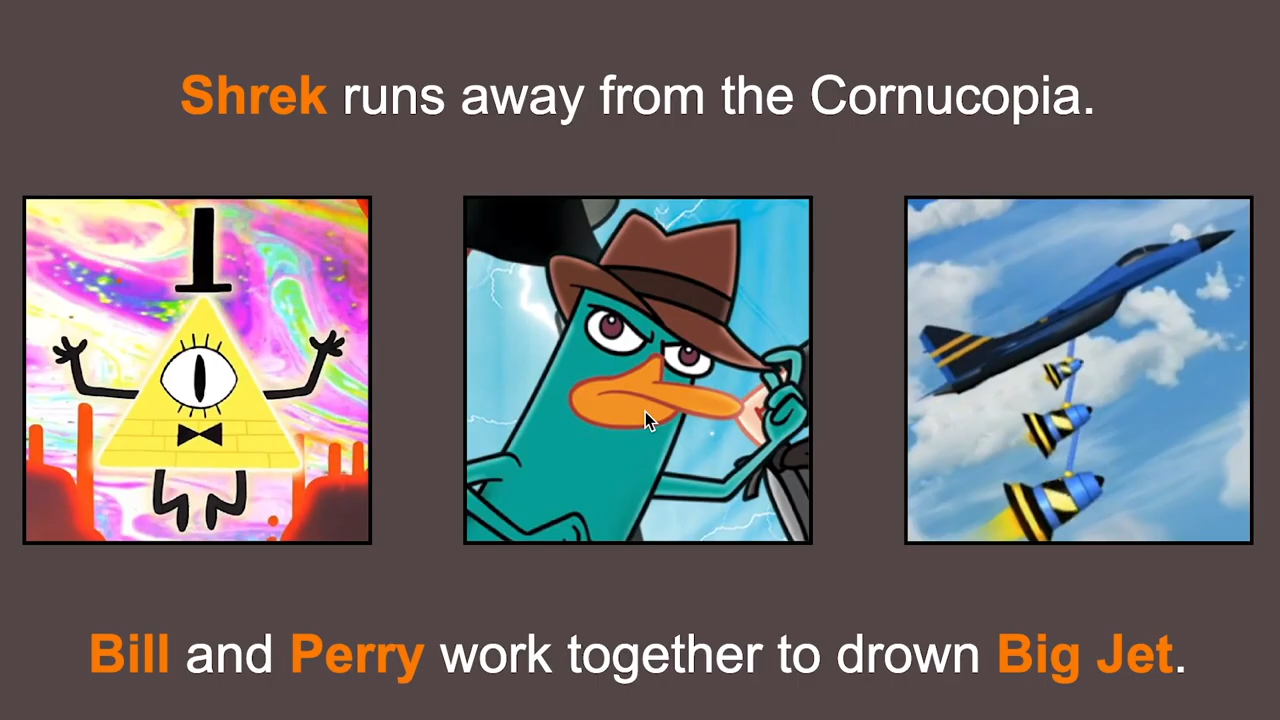 Shrek runs away from the Cornucopia.
Bill and Perry work together to drown Big Jet.